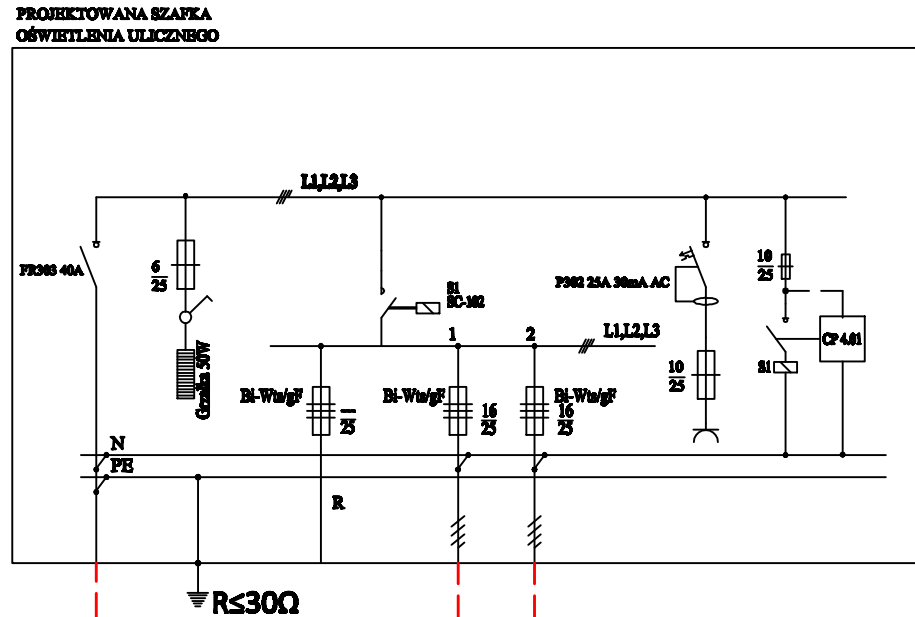 PROJEKTOWANA SZAFKA
OŚWIETLENIA ULICZNEGO
L1,L2,L3
FR303 40A
6
25
Grzałka 50W
S1
SC-102
P302 25A 30mA AC
10
25
10
25
CP 4.01
S1
1
2
L1,L2,L3
Bi-Wts/gF
—
25
Bi-Wts/gF
16
25
Bi-Wts/gF
16
25
N
PE
R
R≤30Ω